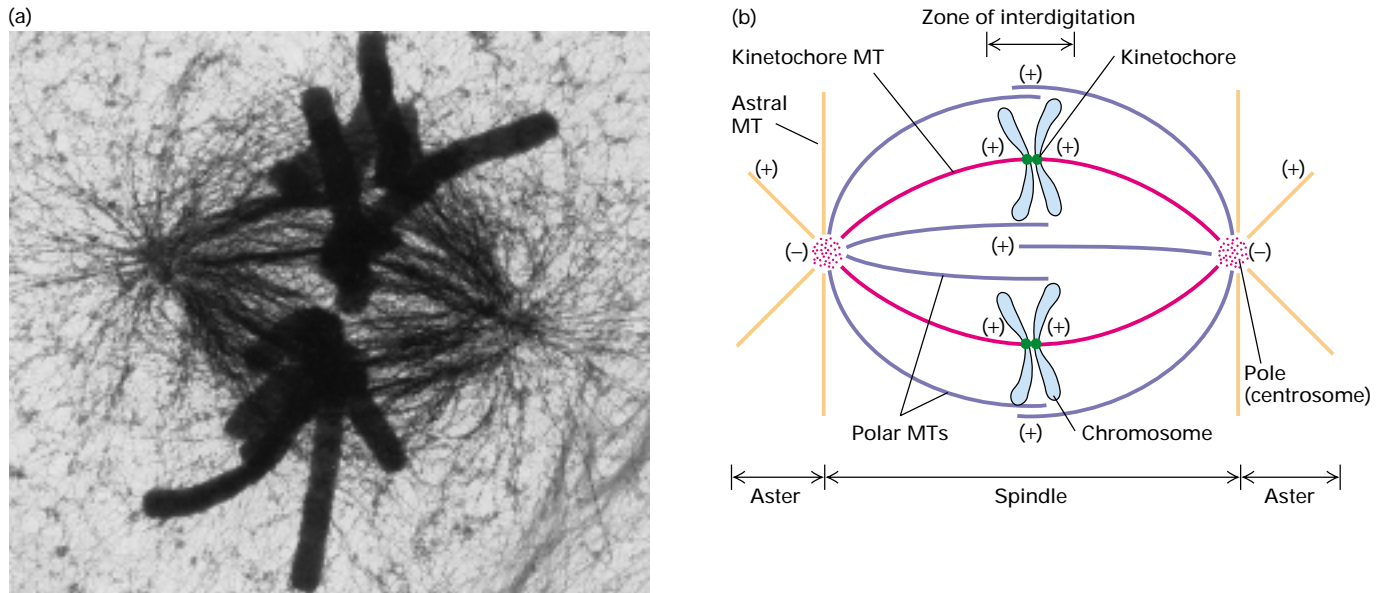 (a)
(b)
Zone of interdigitation
Kinetochore MT
(+)
Kinetochore
Astral
MT
(+)
(+)
(+)
(+)
(–)
(+)
(–)
(+)
(+)
Pole
(centrosome)
Polar MTs
(+)
Chromosome
Aster
Spindle
Aster